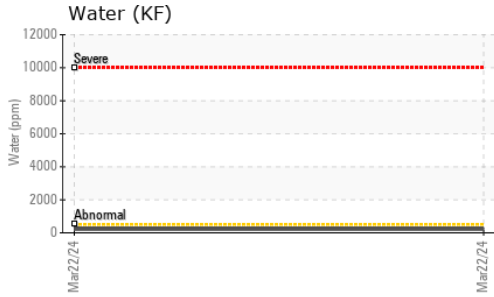 Water (KF)
12000
Severe
10000
8000
Water (ppm)
6000
4000
2000
Abnormal
0
Mar22/24
Mar22/24